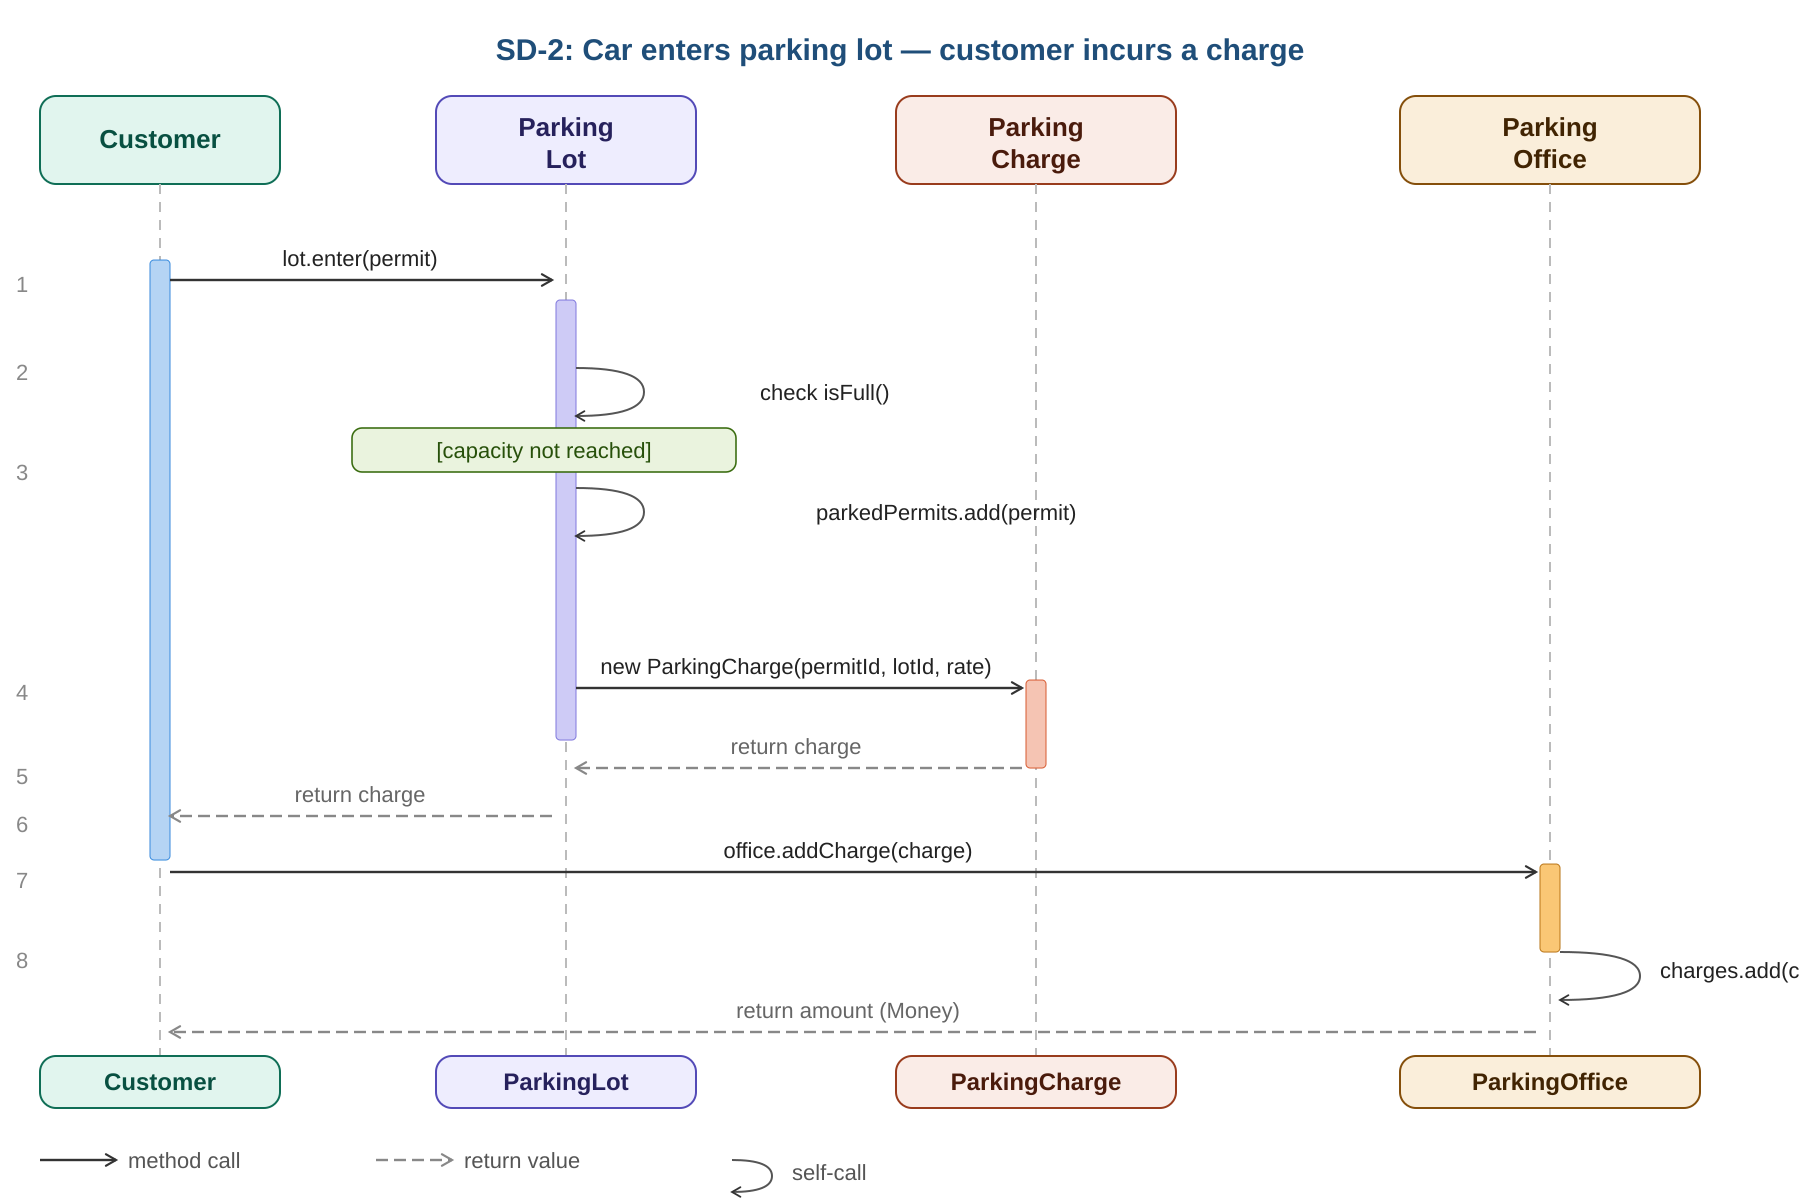 SD-2: Car enters parking lot — customer incurs a charge
Customer
Parking
Lot
Parking
Charge
Parking
Office
lot.enter(permit)
1
2
check isFull()
[capacity not reached]
3
parkedPermits.add(permit)
new ParkingCharge(permitId, lotId, rate)
4
return charge
5
return charge
6
office.addCharge(charge)
7
8
charges.add(c
return amount (Money)
Customer
ParkingLot
ParkingCharge
ParkingOffice
method call
return value
self-call